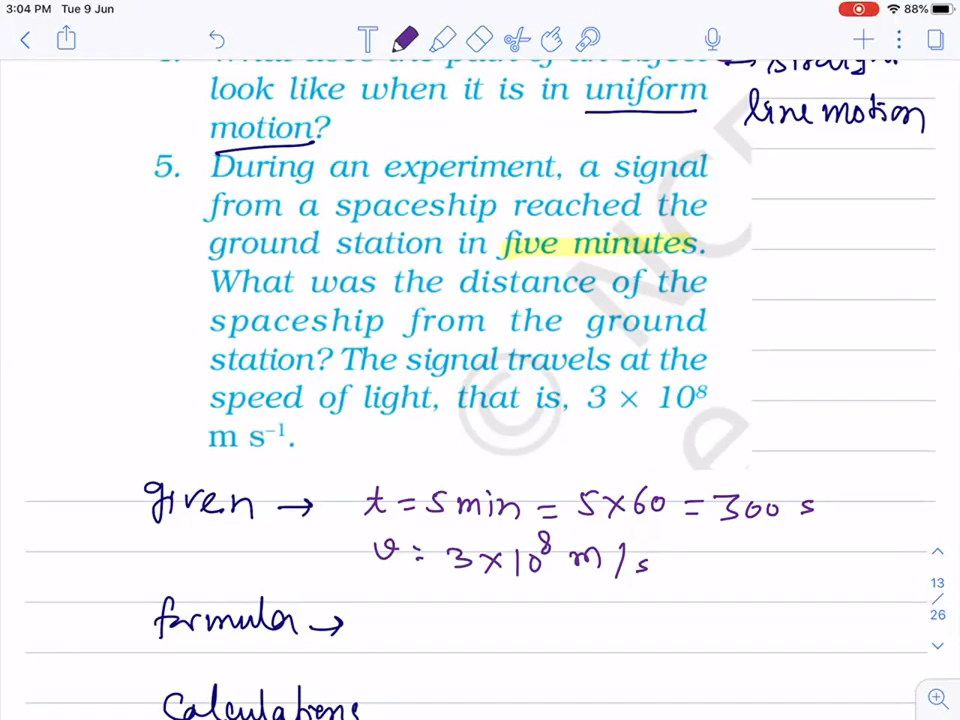 3:04 PM Tue 9 Jun
88%
T
look like when it is in uniform
motion?
line motion
5. During an experiment, a signal
from a spaceship reached the
ground station in five minutes.
What was the distance of the
spaceship from the ground
station? The signal travels at the
speed of light, that is, 3 × 10⁸
m s⁻¹.
© NC
e
given → t = 5 min = 5×60 = 300 s
v = 3×10⁸ m/s
formula →
Calculations
13
/
26